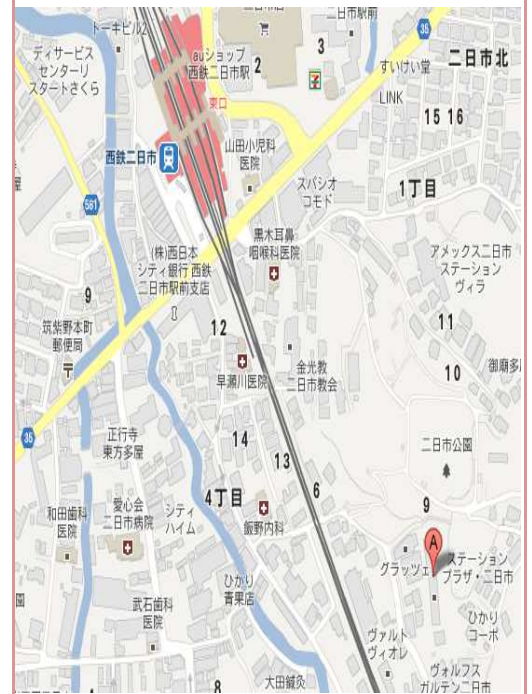 トーキビル2
二日市店
二日市駅前
35
auショップ
西鉄二日市駅
3
2
すいけい堂
二日市北
ディサービス
センターリ
スタートさくら
LINK
東口
15 16
西鉄二日市
山田小児科
医院
スパシオ
コモド
1丁目
屋
561
黒木耳鼻
咽喉科医院
(株)西日本
シティ銀行 西鉄
二日市駅前支店
アメックス二日市
ステーション
ヴィラ
9
筑紫野本町
郵便局
12
11
早瀬川医院
金光教
二日市教会
10
御廟多
35
正行寺
東方多屋
14
13
二日市公園
和田歯科
医院
愛心会
二日市病院
シティ
ハイム
4丁目
飯野内科
6
9
A
グラッツェ
ステーション
プラザ・二日市
園
武石歯科
医院
ひかり
青果店
ひかり
コーポ
ヴァルト
ヴィオレ
ヴォルフス
ガルテン二日市
8
大田鍼灸